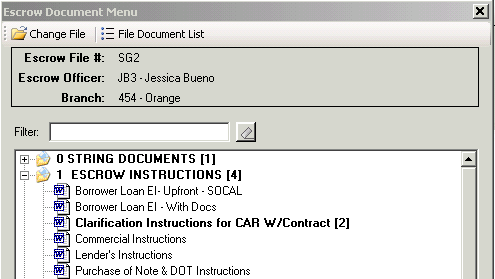 Escrow Document Menu
Change File File Document List
Escrow File #: SG2
Escrow Officer: JB3 - Jessica Bueno
Branch: 454 - Orange
Filter:
0 STRING DOCUMENTS [1]
1 ESCROW INSTRUCTIONS [4]
Borrower Loan EI- Upfront - SOCAL
Borrower Loan EI - With Docs
Clarification Instructions for CAR W/Contract [2]
Commercial Instructions
Lender's Instructions
Purchase of Note & DOT Instructions